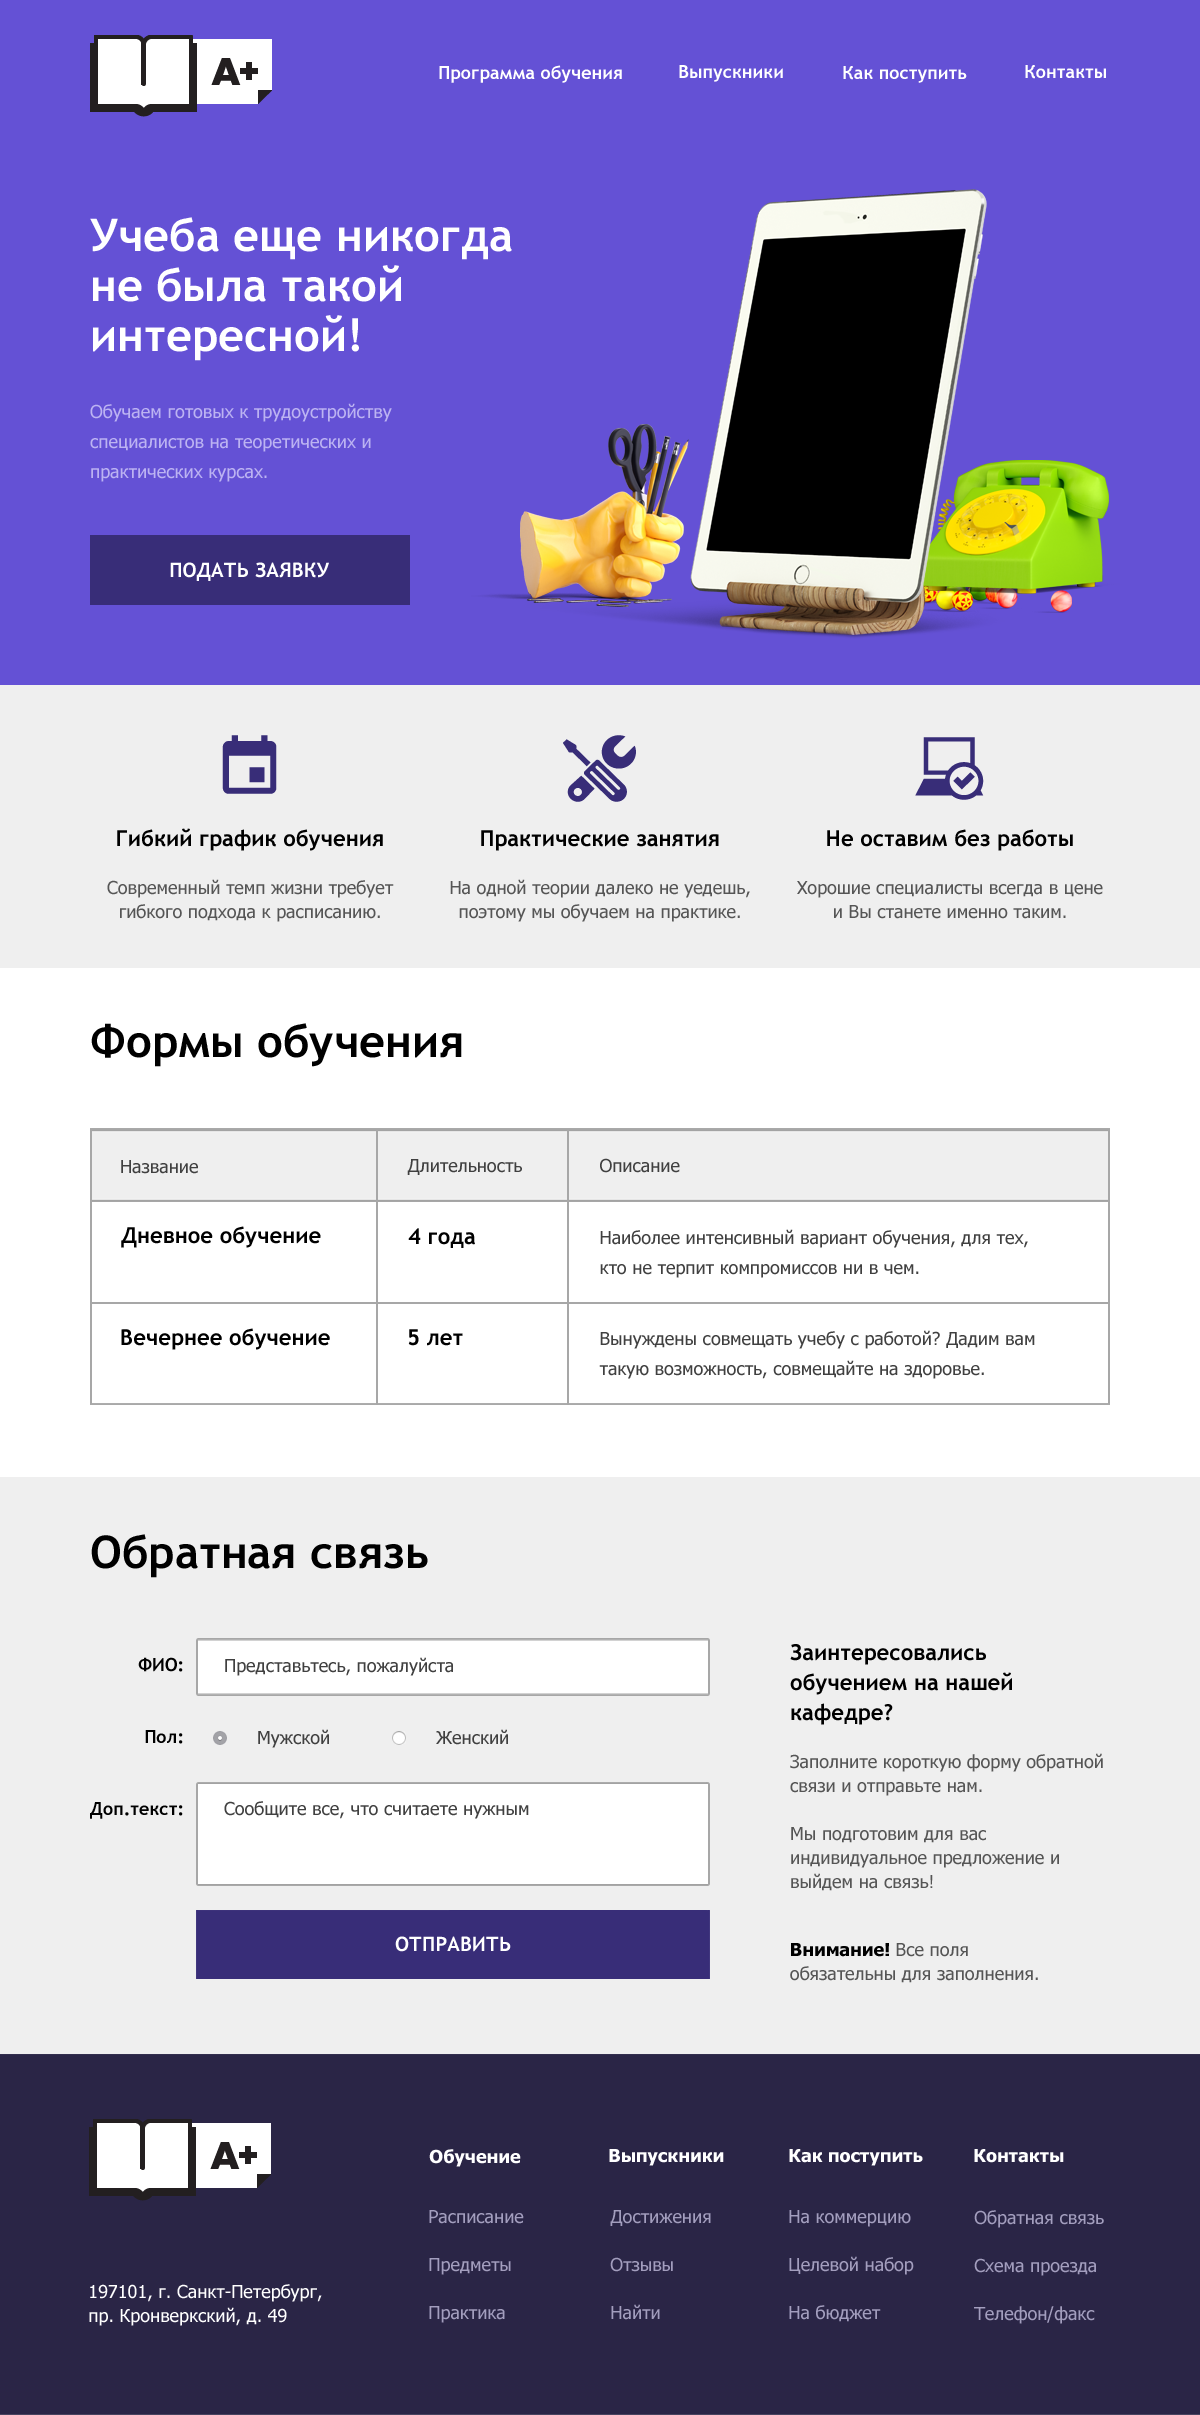 A+
Программа обучения
Выпускники
Как поступить
Контакты
Учеба еще никогда
не была такой
интересной!
Обучаем готовых к трудоустройству
специалистов на теоретических и
практических курсах.
ПОДАТЬ ЗАЯВКУ
Гибкий график обучения
Современный темп жизни требует
гибкого подхода к расписанию.
Практические занятия
На одной теории далеко не уедешь,
поэтому мы обучаем на практике.
Не оставим без работы
Хорошие специалисты всегда в цене
и Вы станете именно таким.
Формы обучения
Название
Длительность
Описание
Дневное обучение
4 года
Наиболее интенсивный вариант обучения, для тех,
кто не терпит компромиссов ни в чем.
Вечернее обучение
5 лет
Вынуждены совмещать учебу с работой? Дадим вам
такую возможность, совмещайте на здоровье.
Обратная связь
ФИО:
Представьтесь, пожалуйста
Пол:
Мужской
Женский
Доп.текст:
Сообщите все, что считаете нужным
ОТПРАВИТЬ
Заинтересовались
обучением на нашей
кафедре?
Заполните короткую форму обратной
связи и отправьте нам.
Мы подготовим для вас
индивидуальное предложение и
выйдем на связь!
Внимание! Все поля
обязательны для заполнения.
A+
197101, г. Санкт-Петербург,
пр. Кронверкский, д. 49
Обучение
Расписание
Предметы
Практика
Выпускники
Достижения
Отзывы
Найти
Как поступить
На коммерцию
Целевой набор
На бюджет
Контакты
Обратная связь
Схема проезда
Телефон/факс